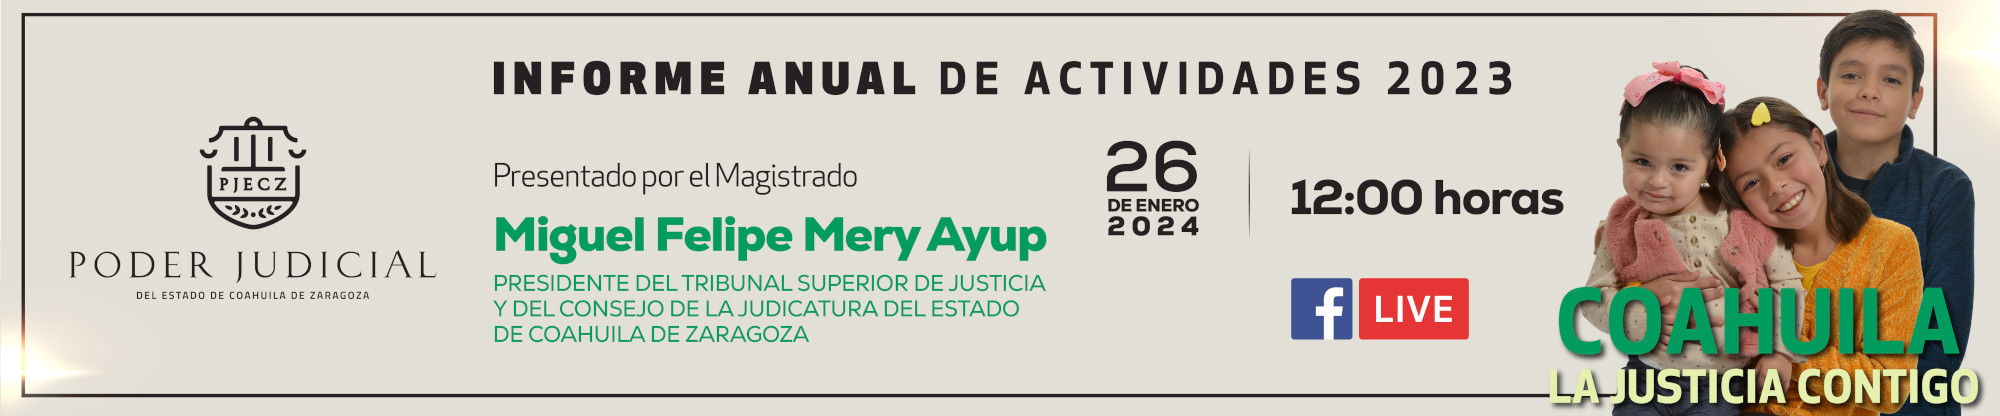 PJECZ
PODER JUDICIAL
DEL ESTADO DE COAHUILA DE ZARAGOZA
INFORME ANUAL DE ACTIVIDADES 2023
Presentado por el Magistrado
Miguel Felipe Mery Ayup
PRESIDENTE DEL TRIBUNAL SUPERIOR DE JUSTICIA
Y DEL CONSEJO DE LA JUDICATURA DEL ESTADO
DE COAHUILA DE ZARAGOZA
26
DE ENERO
2024
12:00 horas
f LIVE
COAHUILA
LA JUSTICIA CONTIGO